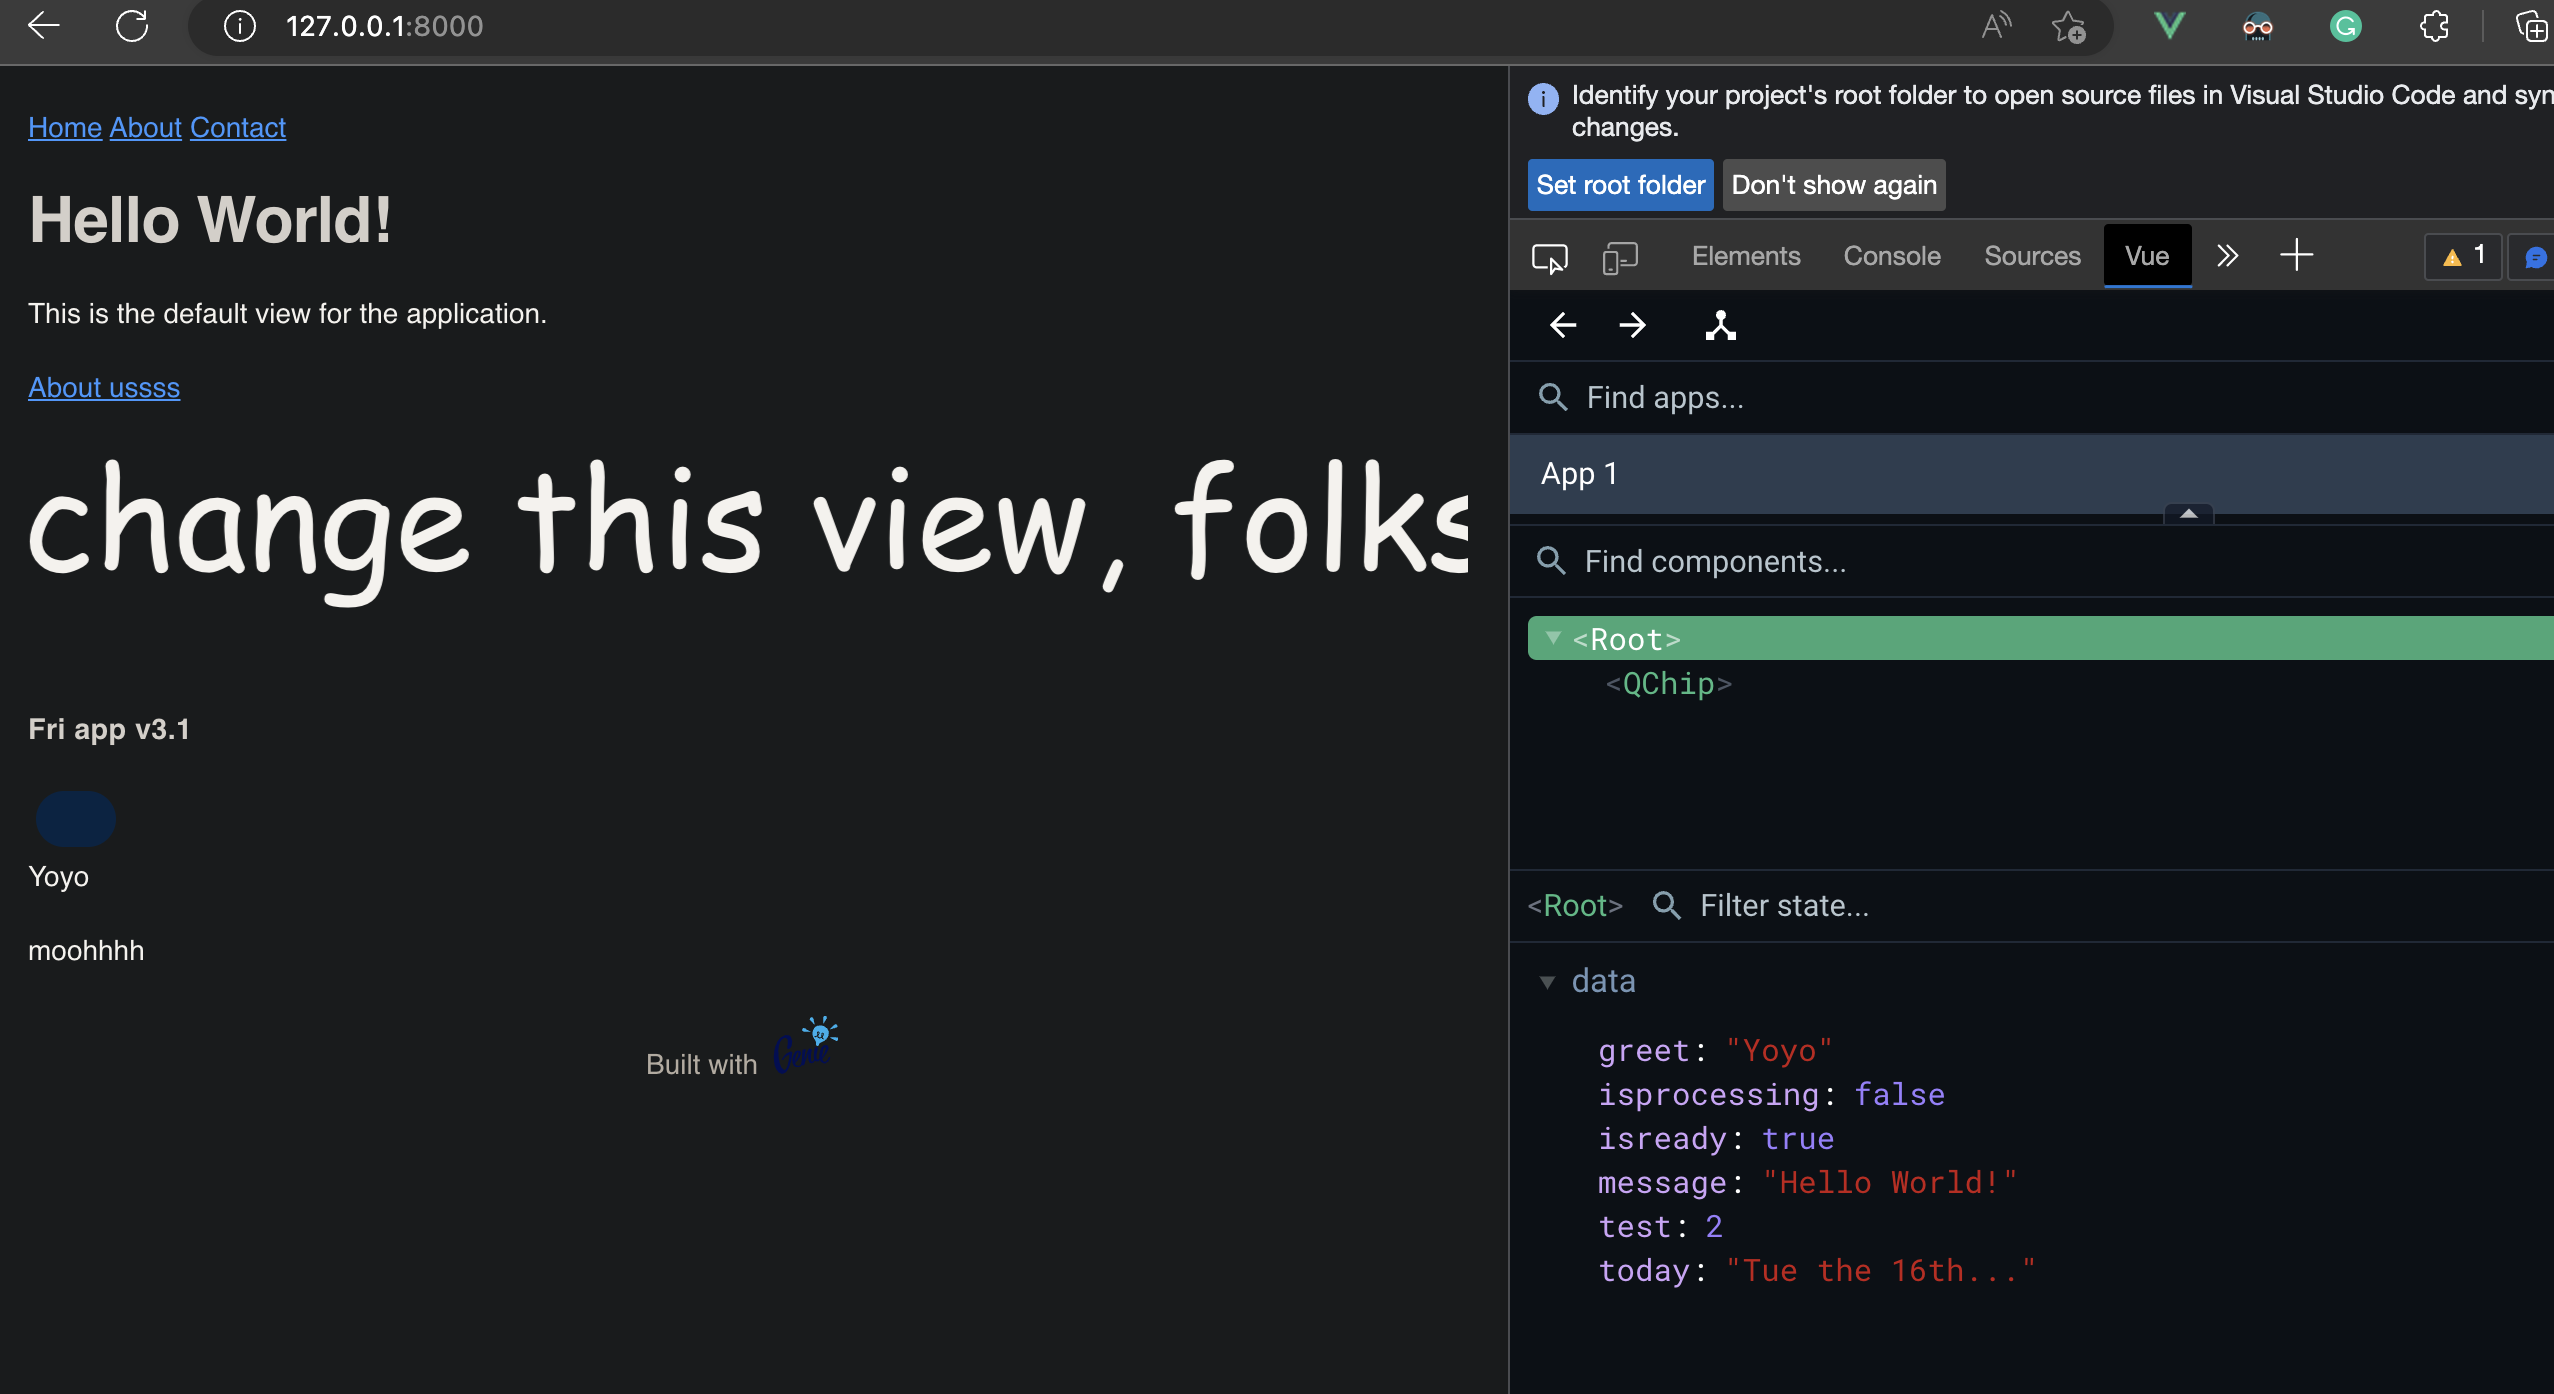 127.0.0.1:8000
Home About Contact
Hello World!
This is the default view for the application.
About ussss
change this view, folks
Fri app v3.1
Yoyo
moohhhh
Built with Genie
Identify your project's root folder to open source files in Visual Studio Code and syn
changes.
Set root folder Don't show again
Elements Console Sources Vue 1
Find apps...
App 1
Find components...
<Root>
<QChip>
<Root> Filter state...
data
greet: "Yoyo"
isprocessing: false
isready: true
message: "Hello World!"
test: 2
today: "Tue the 16th..."